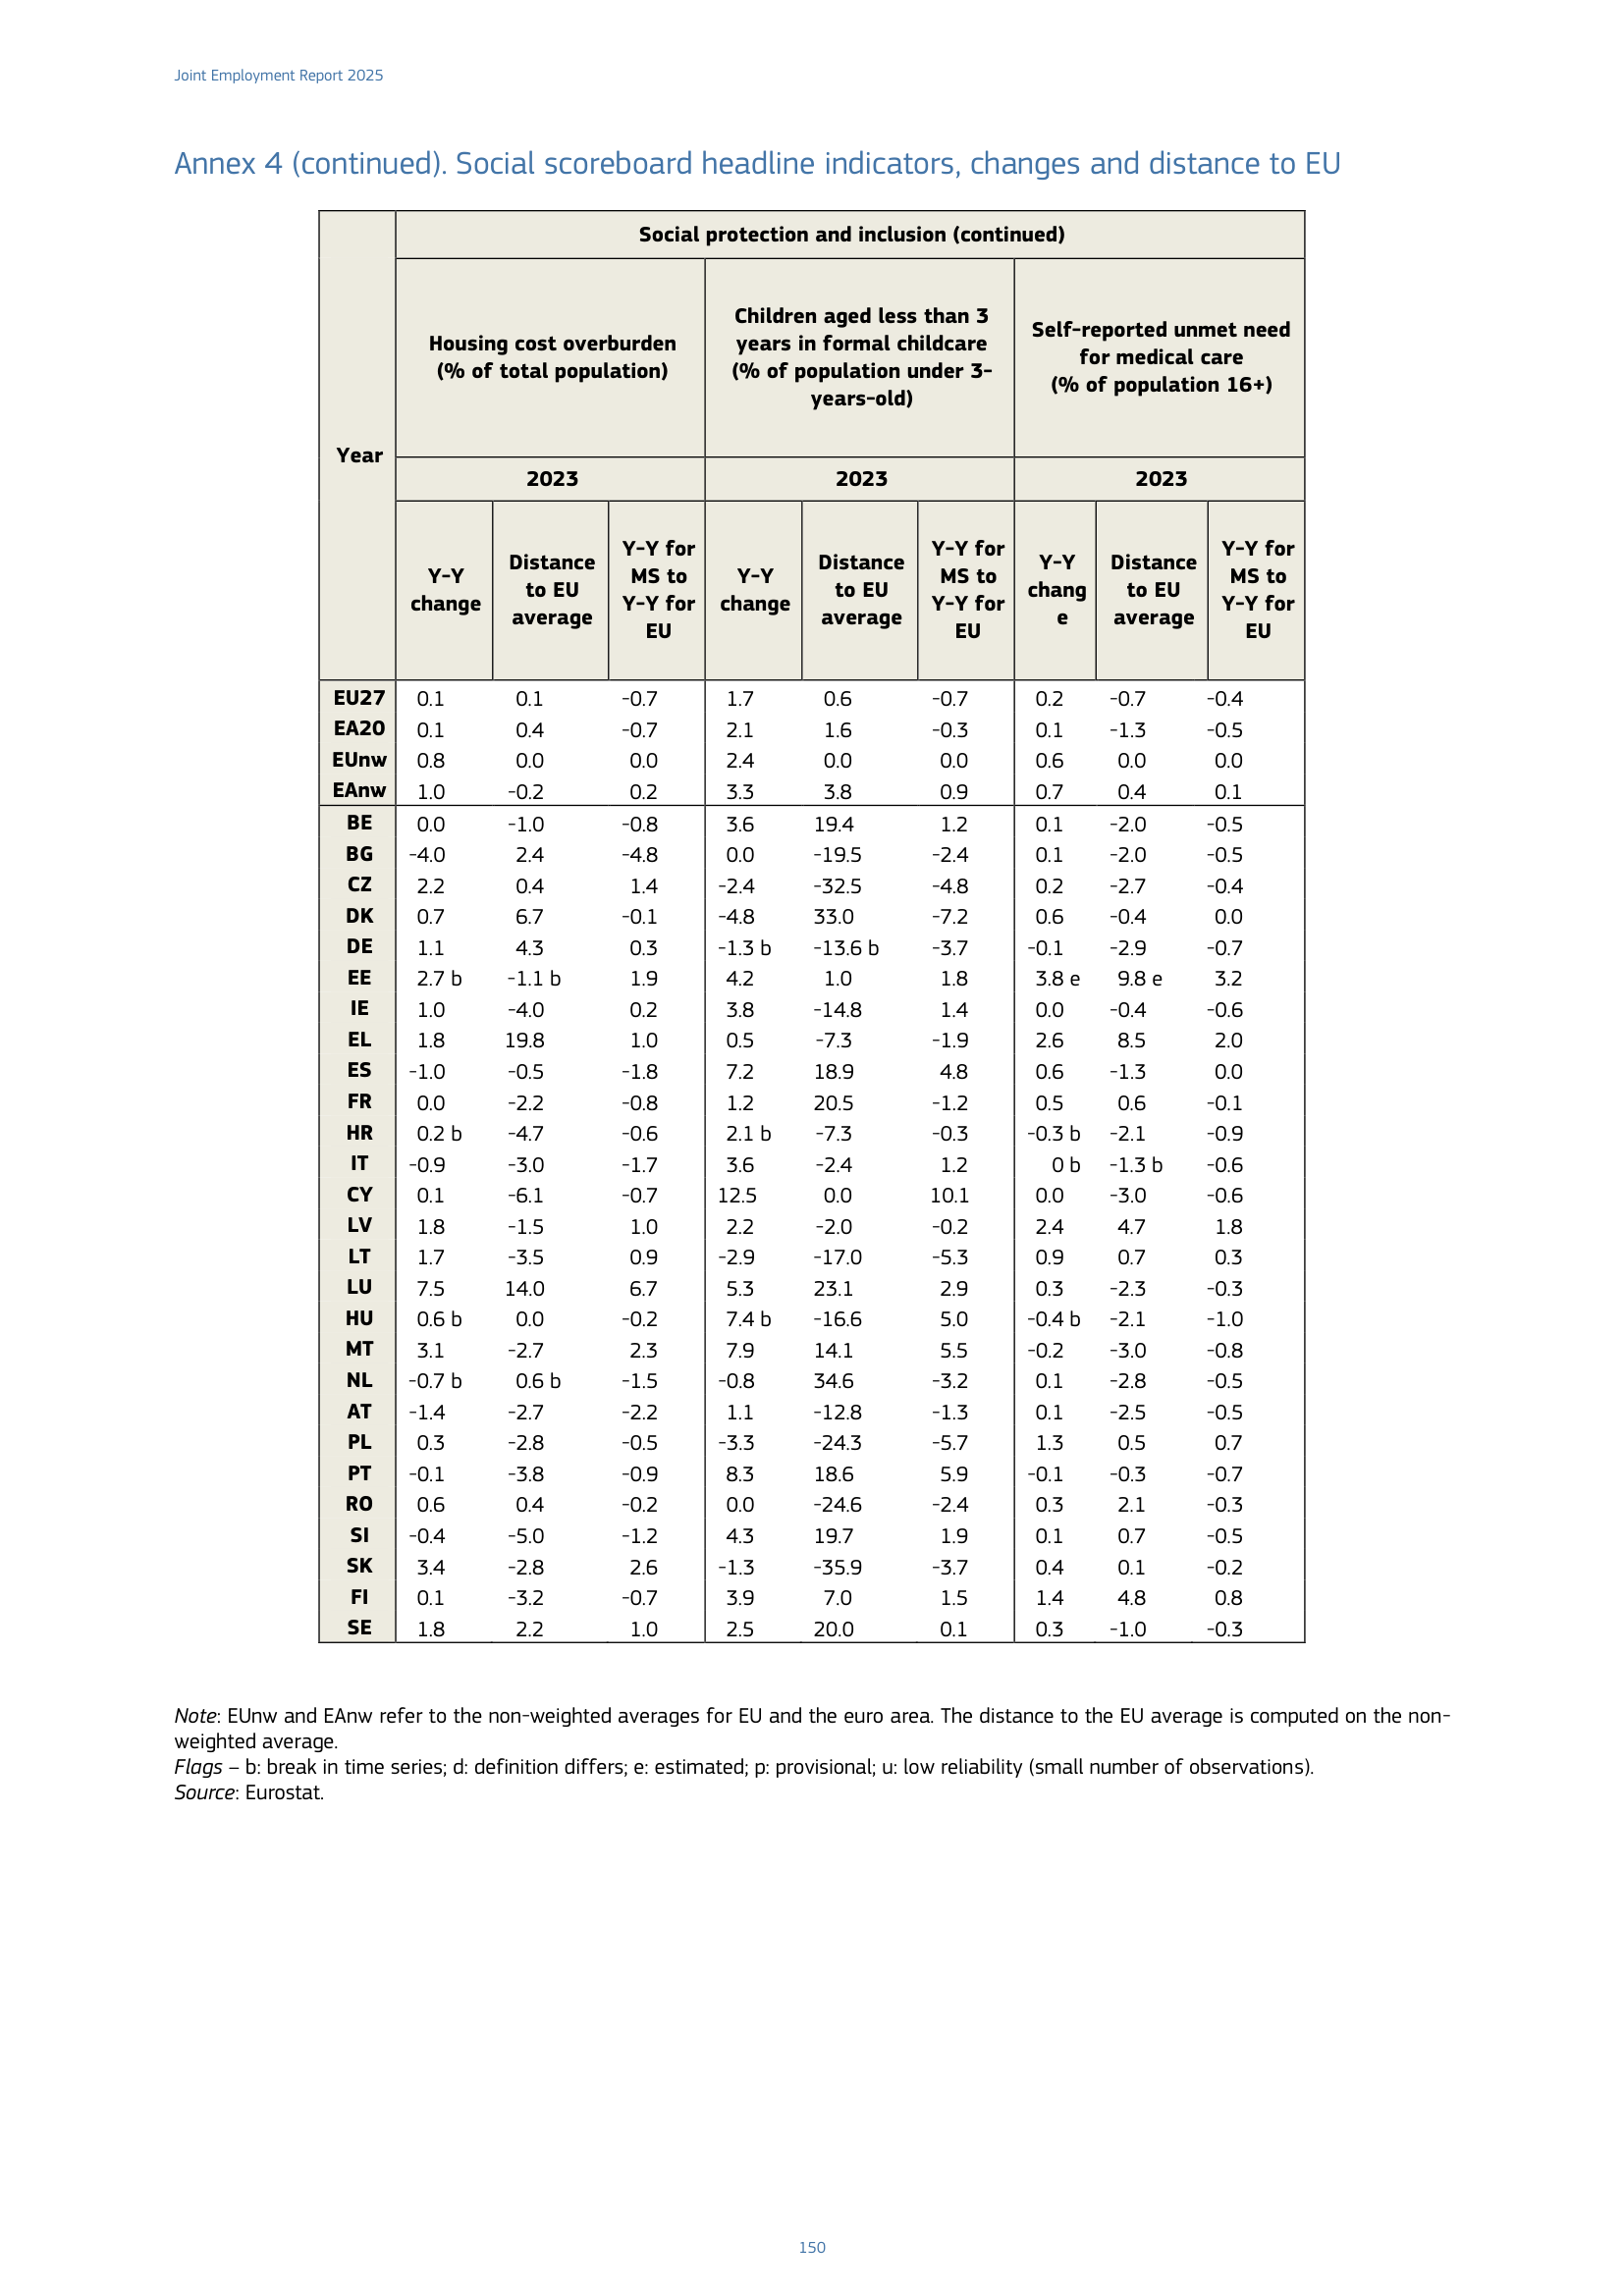 Joint Employment Report 2025
Annex 4 (continued). Social scoreboard headline indicators, changes and distance to EU
Year
Social protection and inclusion (continued)
Housing cost overburden
(% of total population)
Children aged less than 3
years in formal childcare
(% of population under 3-
years-old)
Self-reported unmet need
for medical care
(% of population 16+)
2023 2023 2023
Y-Y
change
Distance
to EU
average
Y-Y for
MS to
Y-Y for
EU
Y-Y
change
Distance
to EU
average
Y-Y for
MS to
Y-Y for
EU
Y-Y
chang
e
Distance
to EU
average
Y-Y for
MS to
Y-Y for
EU
EU27 0.1 0.1 -0.7 1.7 0.6 -0.7 0.2 -0.7 -0.4
EA20 0.1 0.4 -0.7 2.1 1.6 -0.3 0.1 -1.3 -0.5
EUnw 0.8 0.0 0.0 2.4 0.0 0.0 0.6 0.0 0.0
EAnw 1.0 -0.2 0.2 3.3 3.8 0.9 0.7 0.4 0.1
BE 0.0 -1.0 -0.8 3.6 19.4 1.2 0.1 -2.0 -0.5
BG -4.0 2.4 -4.8 0.0 -19.5 -2.4 0.1 -2.0 -0.5
CZ 2.2 0.4 1.4 -2.4 -32.5 -4.8 0.2 -2.7 -0.4
DK 0.7 6.7 -0.1 -4.8 33.0 -7.2 0.6 -0.4 0.0
DE 1.1 4.3 0.3 -1.3 b -13.6 b -3.7 -0.1 -2.9 -0.7
EE 2.7 b -1.1 b 1.9 4.2 1.0 1.8 3.8 e 9.8 e 3.2
IE 1.0 -4.0 0.2 3.8 -14.8 1.4 0.0 -0.4 -0.6
EL 1.8 19.8 1.0 0.5 -7.3 -1.9 2.6 8.5 2.0
ES -1.0 -0.5 -1.8 7.2 18.9 4.8 0.6 -1.3 0.0
FR 0.0 -2.2 -0.8 1.2 20.5 -1.2 0.5 0.6 -0.1
HR 0.2 b -4.7 -0.6 2.1 b -7.3 -0.3 -0.3 b -2.1 -0.9
IT -0.9 -3.0 -1.7 3.6 -2.4 1.2 0 b -1.3 b -0.6
CY 0.1 -6.1 -0.7 12.5 0.0 10.1 0.0 -3.0 -0.6
LV 1.8 -1.5 1.0 2.2 -2.0 -0.2 2.4 4.7 1.8
LT 1.7 -3.5 0.9 -2.9 -17.0 -5.3 0.9 0.7 0.3
LU 7.5 14.0 6.7 5.3 23.1 2.9 0.3 -2.3 -0.3
HU 0.6 b 0.0 -0.2 7.4 b -16.6 5.0 -0.4 b -2.1 -1.0
MT 3.1 -2.7 2.3 7.9 14.1 5.5 -0.2 -3.0 -0.8
NL -0.7 b 0.6 b -1.5 -0.8 34.6 -3.2 0.1 -2.8 -0.5
AT -1.4 -2.7 -2.2 1.1 -12.8 -1.3 0.1 -2.5 -0.5
PL 0.3 -2.8 -0.5 -3.3 -24.3 -5.7 1.3 0.5 0.7
PT -0.1 -3.8 -0.9 8.3 18.6 5.9 -0.1 -0.3 -0.7
RO 0.6 0.4 -0.2 0.0 -24.6 -2.4 0.3 2.1 -0.3
SI -0.4 -5.0 -1.2 4.3 19.7 1.9 0.1 0.7 -0.5
SK 3.4 -2.8 2.6 -1.3 -35.9 -3.7 0.4 0.1 -0.2
FI 0.1 -3.2 -0.7 3.9 7.0 1.5 1.4 4.8 0.8
SE 1.8 2.2 1.0 2.5 20.0 0.1 0.3 -1.0 -0.3
Note: EUnw and EAnw refer to the non-weighted averages for EU and the euro area. The distance to the EU average is computed on the non-
weighted average.
Flags – b: break in time series; d: definition differs; e: estimated; p: provisional; u: low reliability (small number of observations).
Source: Eurostat.
150